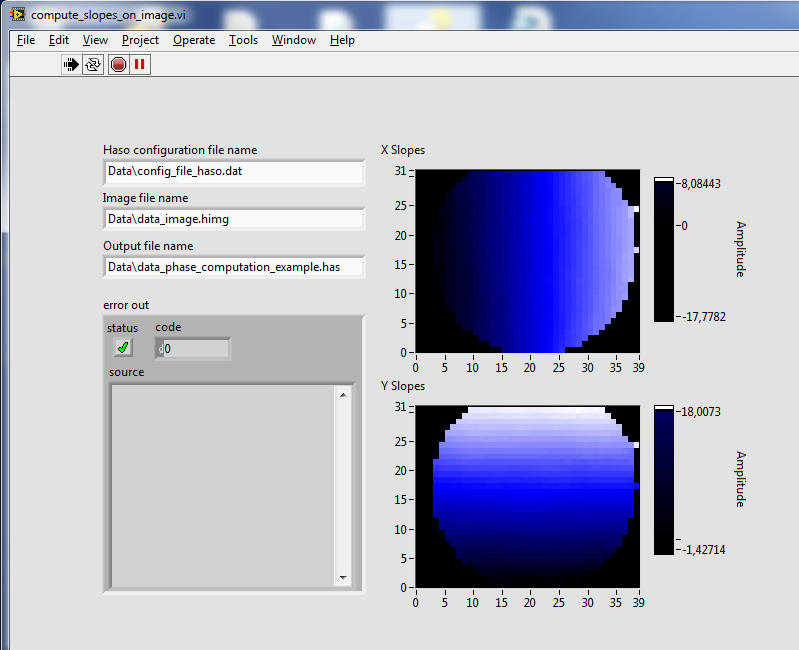 compute_slopes_on_image.vi
File Edit View Project Operate Tools Window Help
Haso configuration file name
Data\config_file_haso.dat
Image file name
Data\data_image.himg
Output file name
Data\data_phase_computation_example.has
error out
status code
0
source
X Slopes
31
25
20
15
10
5
0
0 5 10 15 20 25 30 35 39
8,08443
0
-17,7782
Amplitude
Y Slopes
31
25
20
15
10
5
0
0 5 10 15 20 25 30 35 39
18,0073
-1,42714
Amplitude